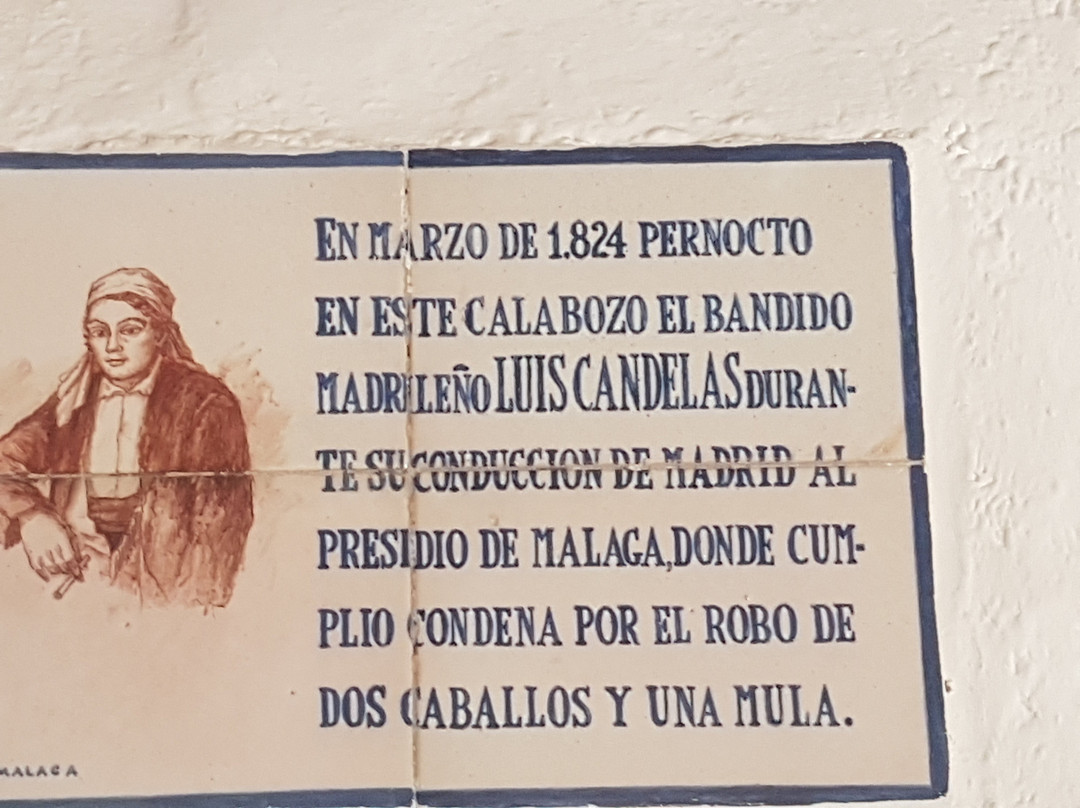 EN MARZO DE 1.824 PERNOCTO
EN ESTE CALABOZO EL BANDIDO
MADRILEÑO LUIS CANDELAS DURAN-
TE SU CONDUCCION DE MADRID AL
PRESIDIO DE MALAGA, DONDE CUM-
PLIO CONDENA POR EL ROBO DE
DOS CABALLOS Y UNA MULA.
MALAGA